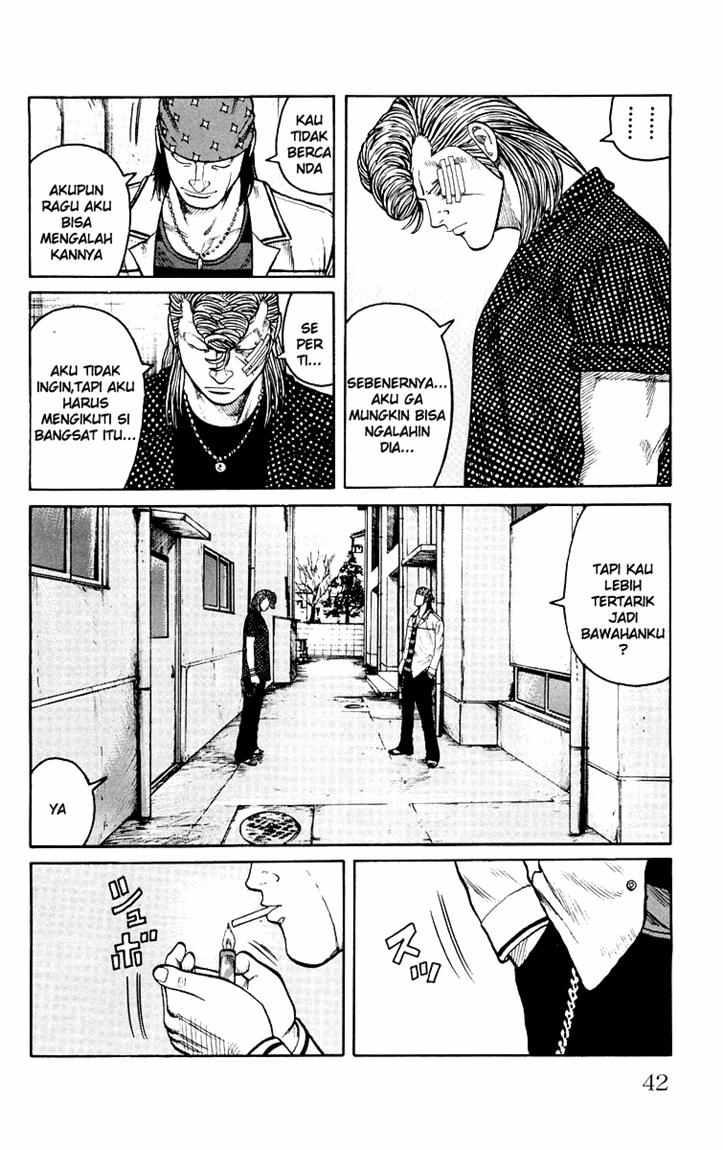 ......
SEBENERNYA...
AKU GA
MUNGKIN BISA
NGALAHIN
DIA...
KAU
TIDAK
BERCA
NDA
AKUPUN
RAGU AKU
BISA
MENGALAH
KANNYA
SE
PER
TI...
AKU TIDAK
INGIN,TAPI AKU
HARUS
MENGIKUTI SI
BANGSAT ITU...
TAPI KAU
LEBIH
TERTARIK
JADI
BAWAHANKU
?
YA
ズッ
シュボ
42